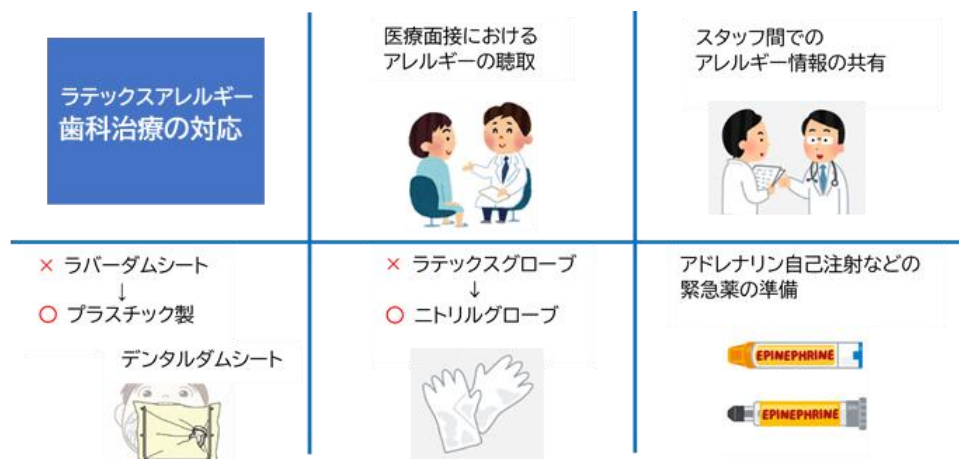 ラテックスアレルギー
歯科治療の対応
医療面接における
アレルギーの聴取
スタッフ間での
アレルギー情報の共有
× ラバーダムシート
↓
○ プラスチック製
デンタルダムシート
× ラテックスグローブ
↓
○ ニトリルグローブ
アドレナリン自己注射などの
緊急薬の準備
EPINEPHRINE
EPINEPHRINE